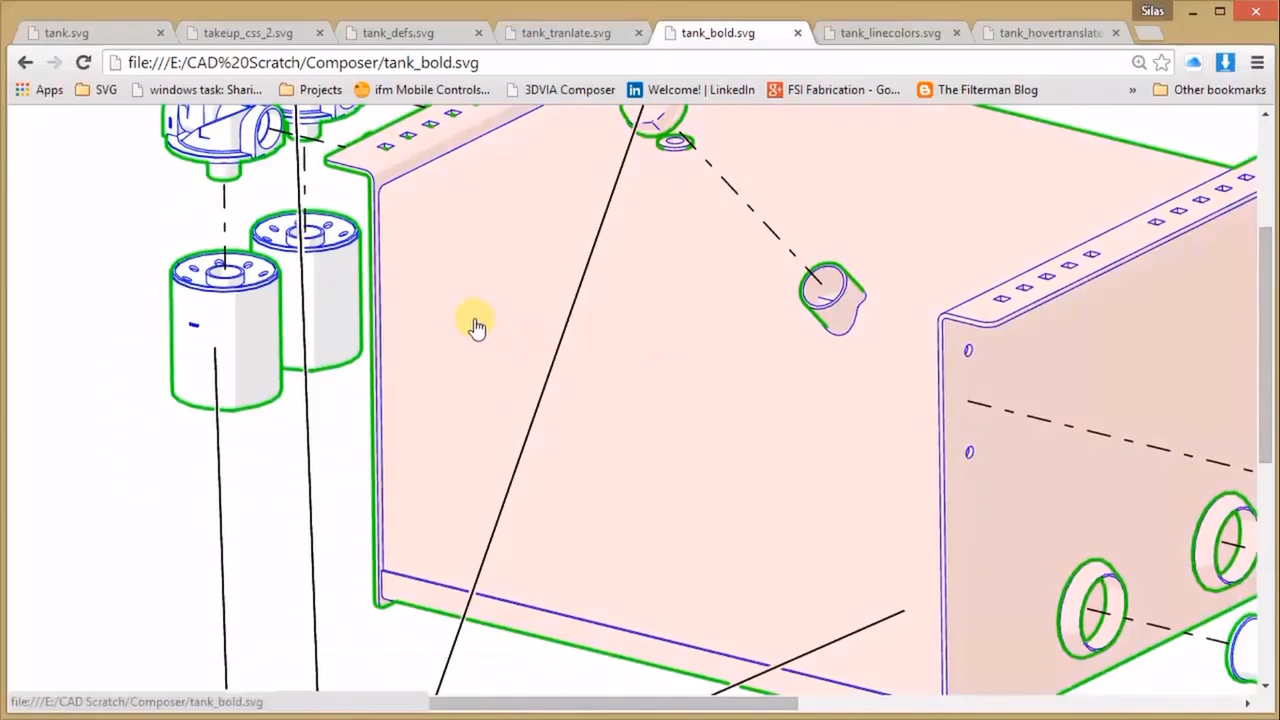 Silas
tank.svg
takeup_css_2.svg
tank_defs.svg
tank_tranlate.svg
tank_bold.svg
tank_linecolors.svg
tank_hovertranslate
file:///E:/CAD%20Scratch/Composer/tank_bold.svg
Apps
SVG
windows task: Shari...
Projects
ifm Mobile Controls...
3DVIA Composer
Welcome! | LinkedIn
FSI Fabrication - Go...
The Filterman Blog
»
Other bookmarks
file:///E:/CAD Scratch/Composer/tank_bold.svg